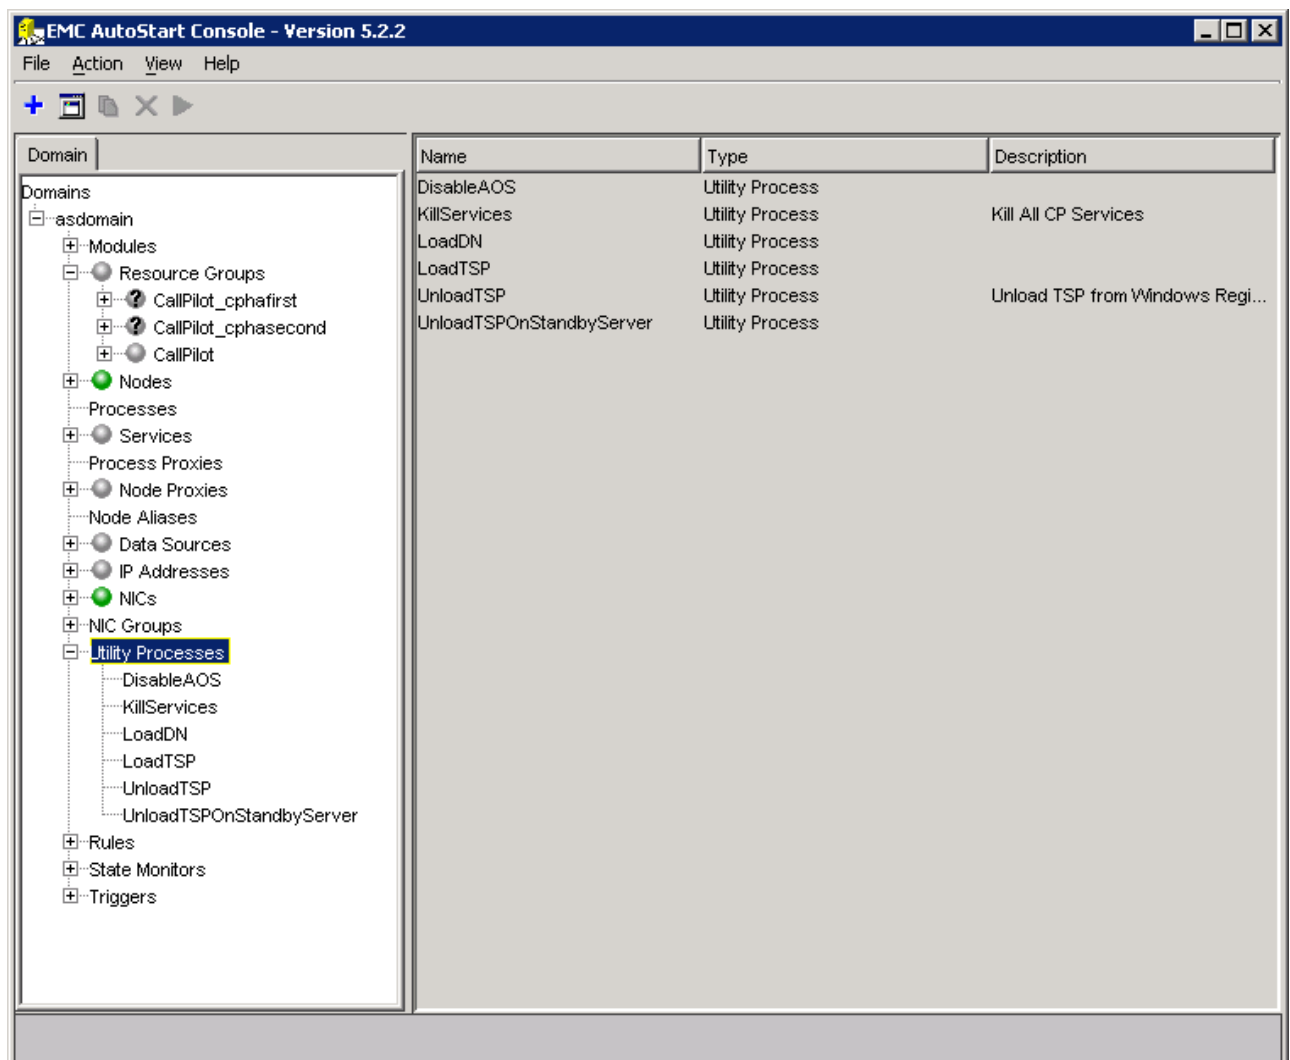 EMC AutoStart Console - Version 5.2.2
File Action View Help
Domain
Domains
asdomain
Modules
Resource Groups
CallPilot_cphafirst
CallPilot_cphasecond
CallPilot
Nodes
Processes
Services
Process Proxies
Node Proxies
Node Aliases
Data Sources
IP Addresses
NICs
NIC Groups
Utility Processes
DisableAOS
KillServices
LoadDN
LoadTSP
UnloadTSP
UnloadTSPOnStandbyServer
Rules
State Monitors
Triggers
Name Type Description
DisableAOS Utility Process
KillServices Utility Process Kill All CP Services
LoadDN Utility Process
LoadTSP Utility Process
UnloadTSP Utility Process Unload TSP from Windows Regi...
UnloadTSPOnStandbyServer Utility Process